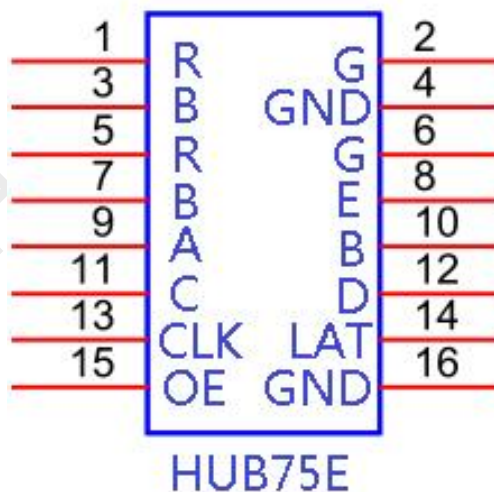 1 R G 2
3 B GND 4
5 R G 6
7 B E 8
9 A B 10
11 C D 12
13 CLK LAT 14
15 OE GND 16
HUB75E